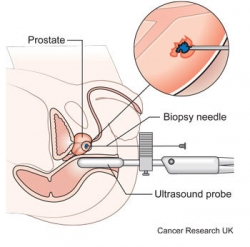 Prostate
Biopsy needle
Ultrasound probe
Cancer Research UK